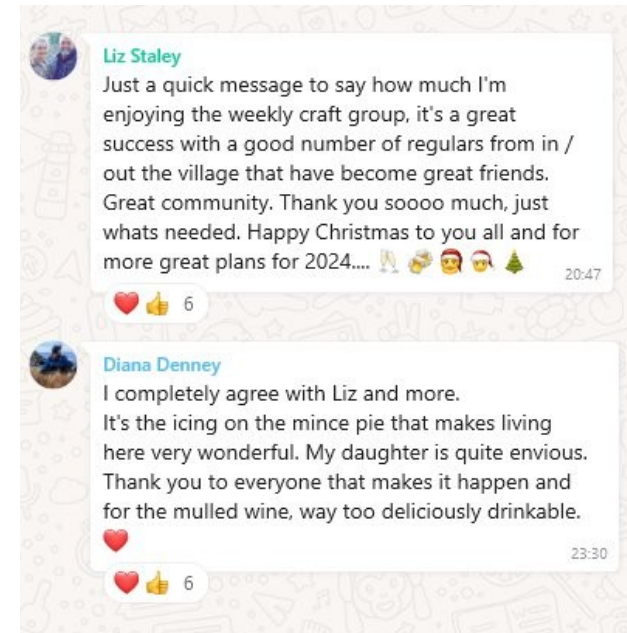 Liz Staley
Just a quick message to say how much I'm
enjoying the weekly craft group, it's a great
success with a good number of regulars from in /
out the village that have become great friends.
Great community. Thank you soooo much, just
whats needed. Happy Christmas to you all and for
more great plans for 2024.... 🥂 🍻 🤶 🎅 🎄
20:47
❤️ 👍 6
Diana Denney
I completely agree with Liz and more.
It's the icing on the mince pie that makes living
here very wonderful. My daughter is quite envious.
Thank you to everyone that makes it happen and
for the mulled wine, way too deliciously drinkable.
❤️
23:30
❤️ 👍 6